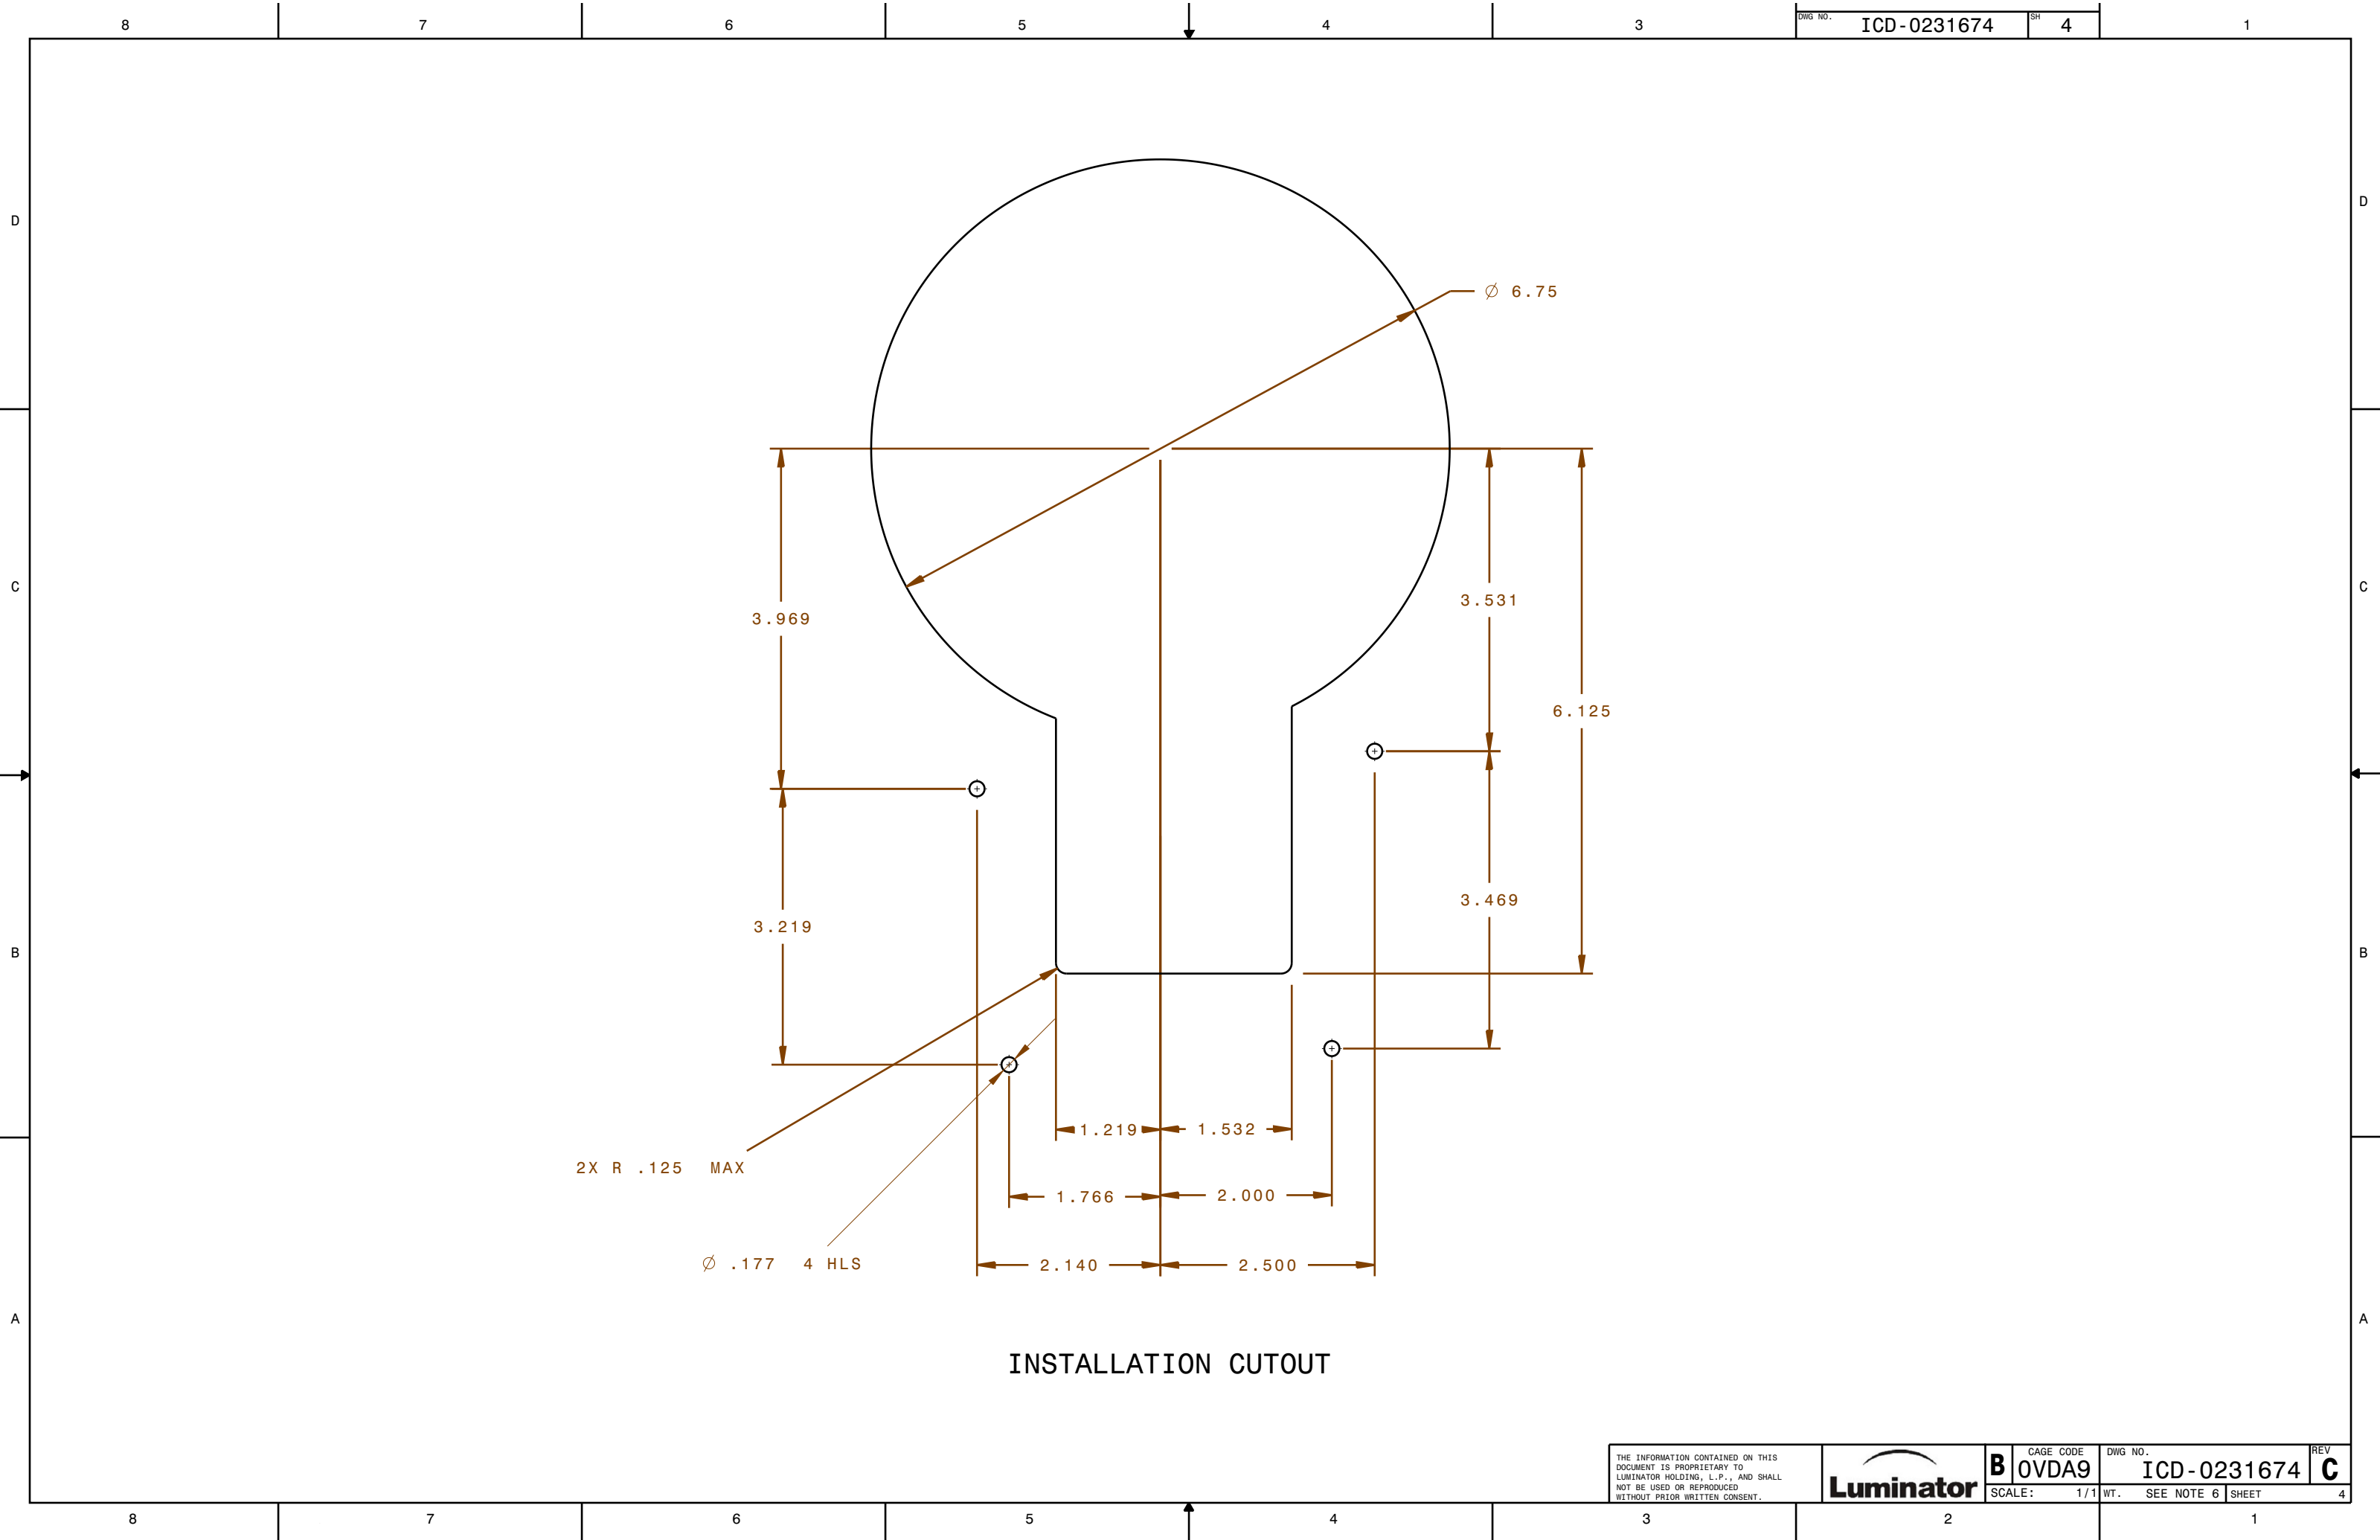 8 7 6 5 4 3 DWG NO. ICD-0231674 SH 4 1
D D
Ø 6.75
C C
3.969
3.531
6.125
3.219
3.469
B B
1.219 1.532
2X R .125 MAX
1.766 2.000
Ø .177 4 HLS
2.140 2.500
A A
INSTALLATION CUTOUT
THE INFORMATION CONTAINED ON THIS
DOCUMENT IS PROPRIETARY TO
LUMINATOR HOLDING, L.P., AND SHALL
NOT BE USED OR REPRODUCED
WITHOUT PRIOR WRITTEN CONSENT.
Luminator
B
CAGE CODE
0VDA9
DWG NO.
ICD-0231674
REV
C
SCALE: 1/1 WT. SEE NOTE 6 SHEET 4
8 7 6 5 4 3 2 1